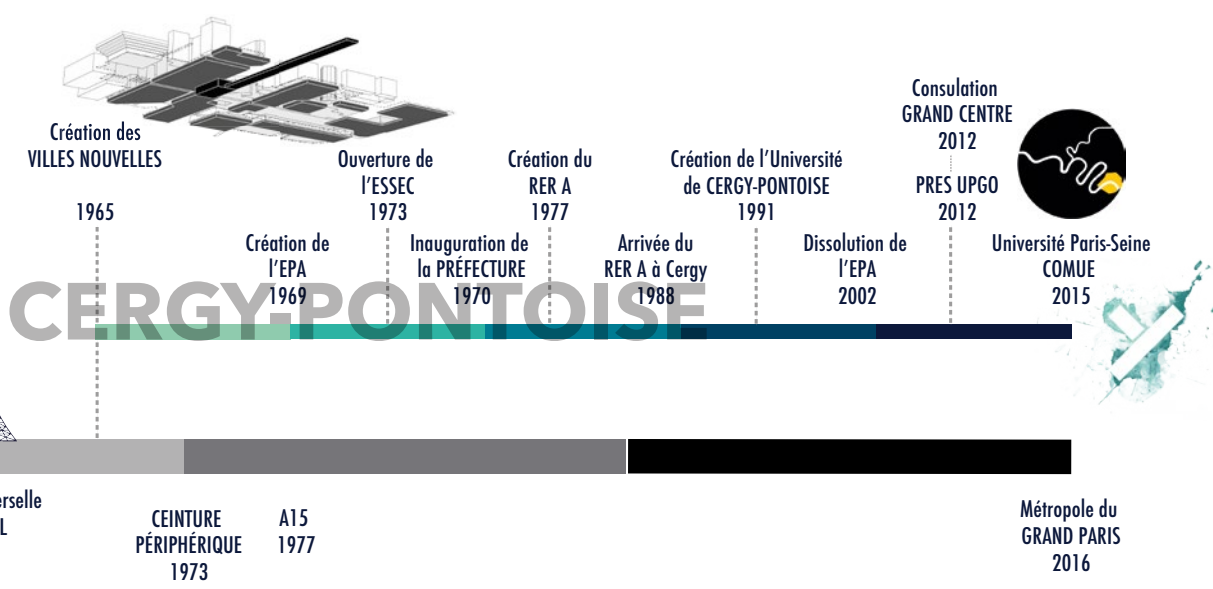 Création des
VILLES NOUVELLES
1965
Création de
l’EPA
1969
Ouverture de
l’ESSEC
1973
Inauguration de
la PRÉFECTURE
1970
Création du
RER A
1977
Arrivée du
RER A à Cergy
1988
Création de l’Université
de CERGY-PONTOISE
1991
Dissolution de
l’EPA
2002
Consulation
GRAND CENTRE
2012
PRES UPGO
2012
Université Paris-Seine
COMUE
2015
CERGY-PONTOISE
erselle
L
CEINTURE
PÉRIPHÉRIQUE
1973
A15
1977
Métropole du
GRAND PARIS
2016